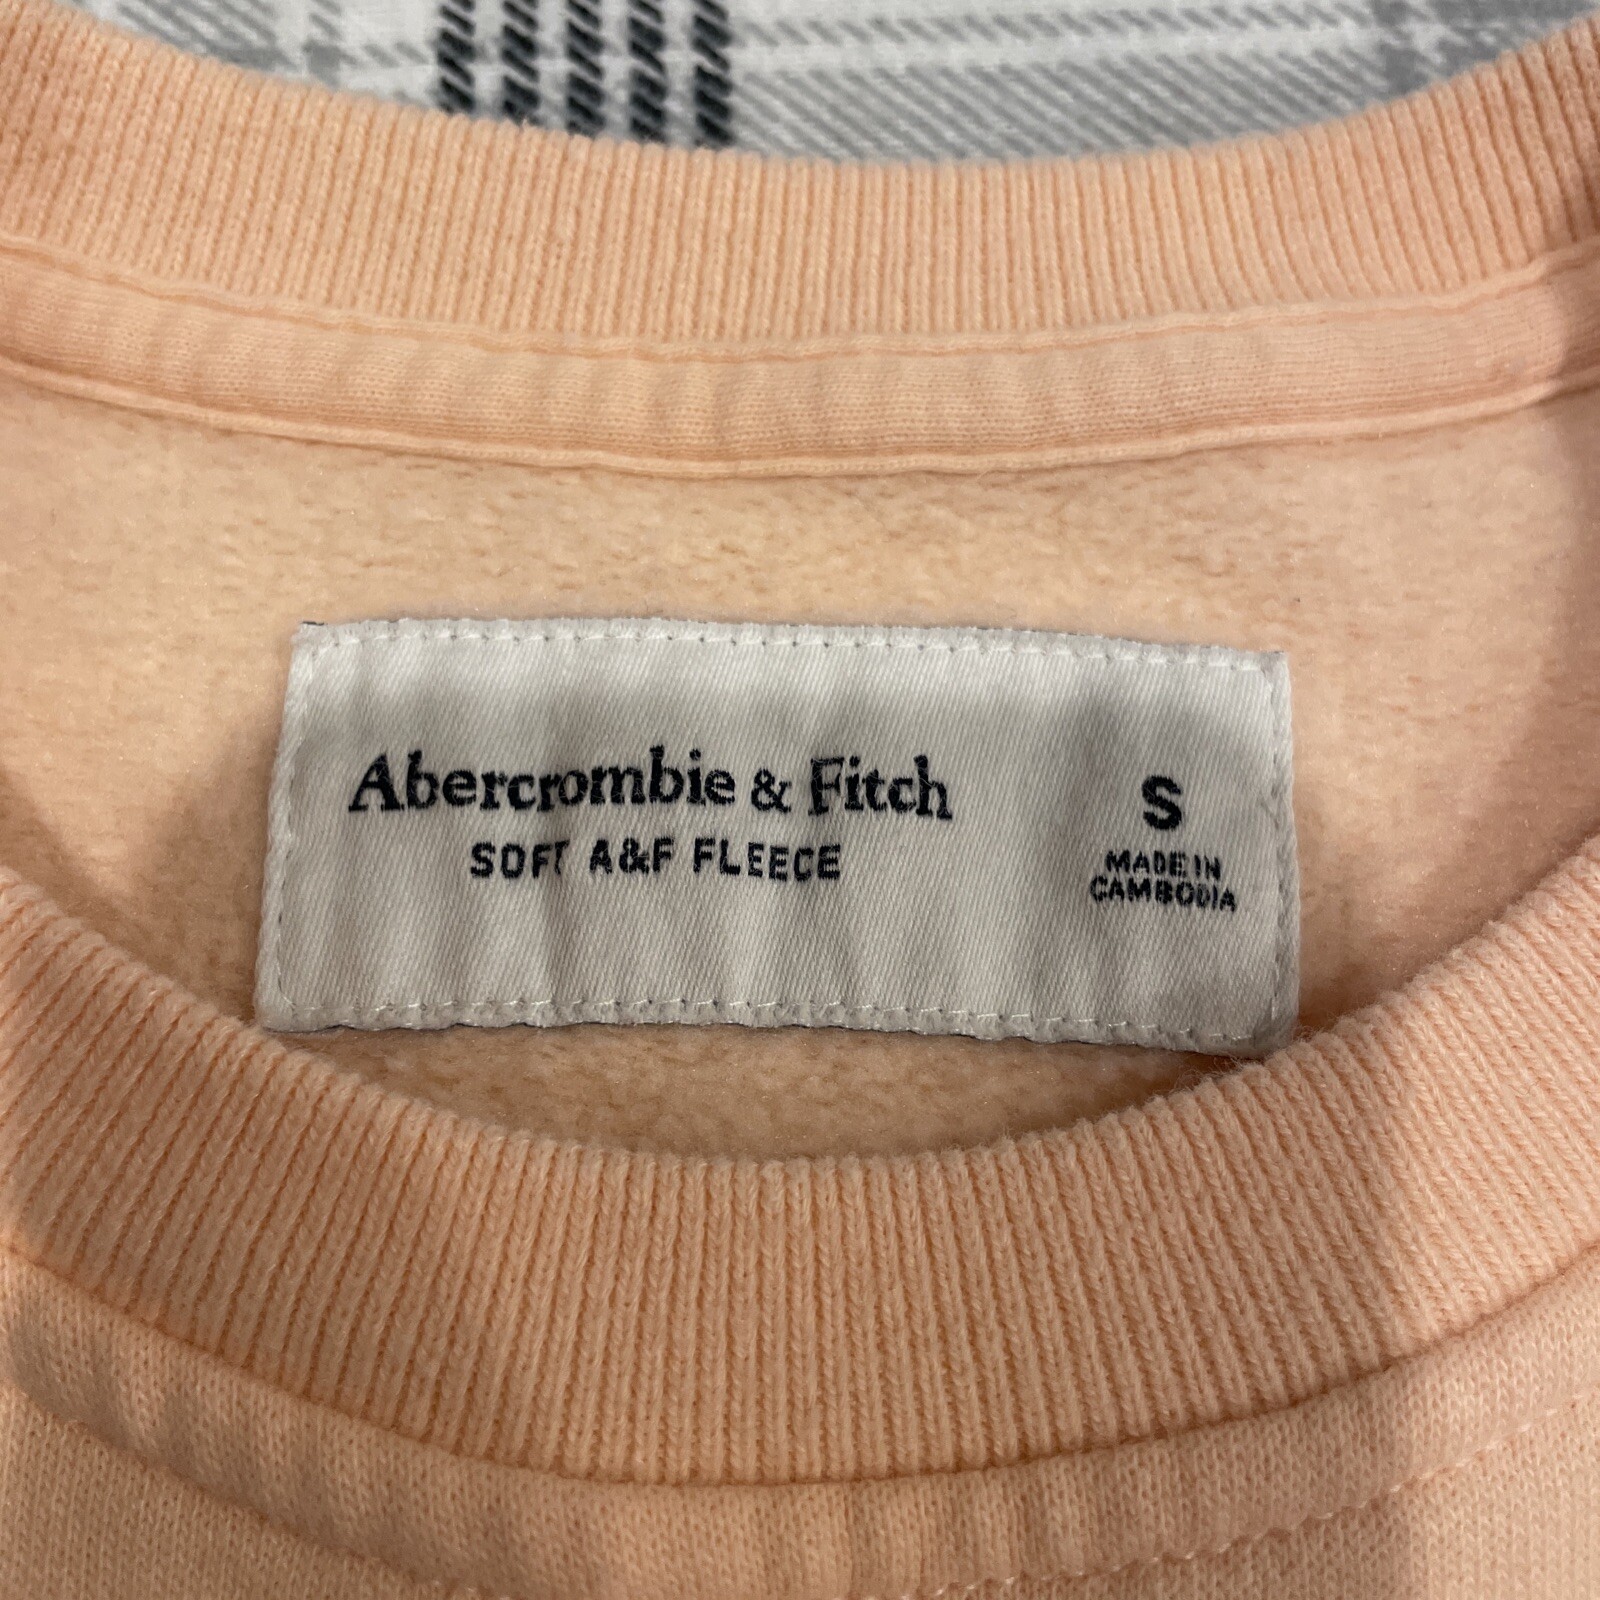 Abercrombie & Fitch
SOFT A&F FLEECE
S
MADE IN
CAMBODIA